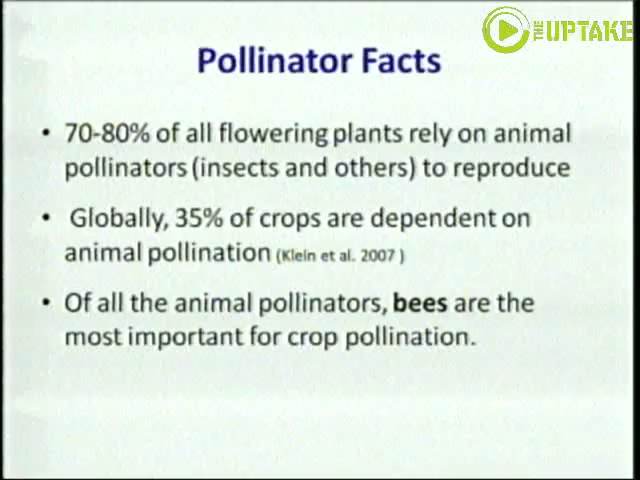 THE UPTAKE
Pollinator Facts
• 70-80% of all flowering plants rely on animal
pollinators (insects and others) to reproduce
• Globally, 35% of crops are dependent on
animal pollination (Klein et al. 2007 )
• Of all the animal pollinators, bees are the
most important for crop pollination.